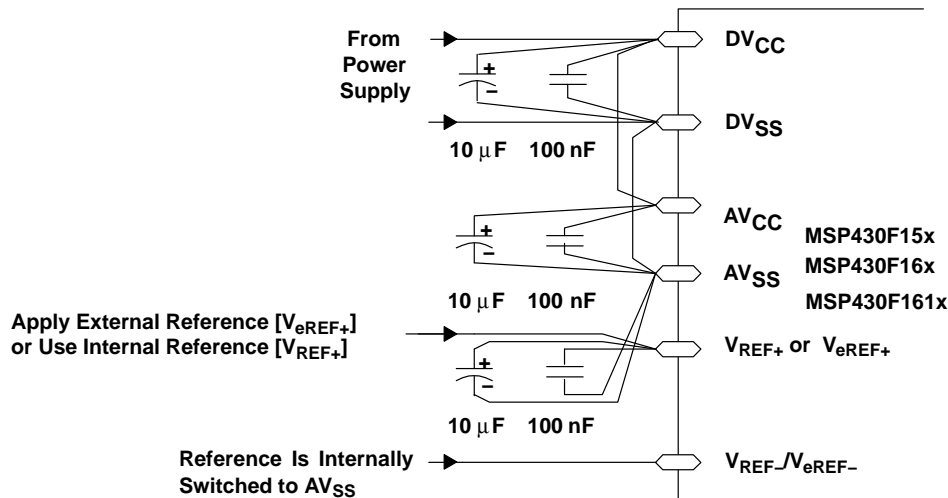 From
Power
Supply
+
−
10 μF 100 nF
DVCC
DVSS
+
−
10 μF 100 nF
AVCC
AVSS
MSP430F15x
MSP430F16x
MSP430F161x
Apply External Reference [VeREF+]
or Use Internal Reference [VREF+]
+
−
10 μF 100 nF
VREF+ or VeREF+
Reference Is Internally
Switched to AVSS
VREF−/VeREF−